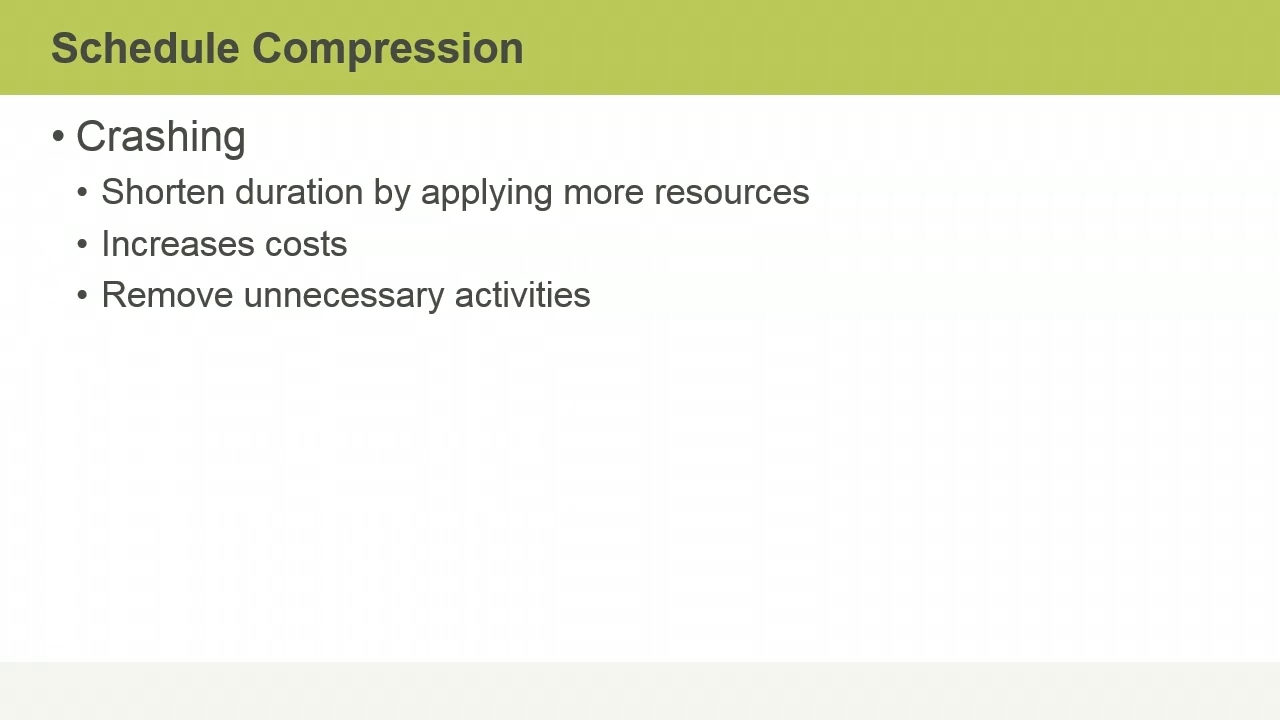 Schedule Compression
• Crashing
• Shorten duration by applying more resources
• Increases costs
• Remove unnecessary activities